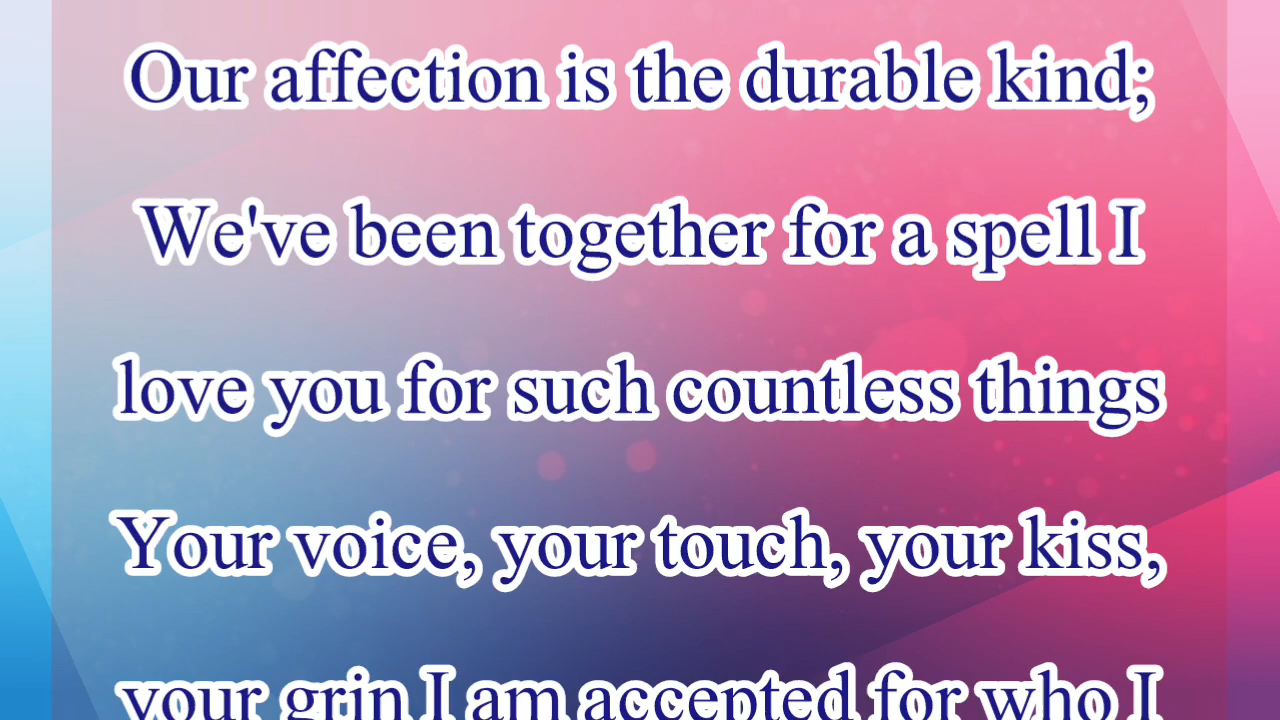 Our affection is the durable kind;
We've been together for a spell I
love you for such countless things
Your voice, your touch, your kiss,
your grin I am accepted for who I